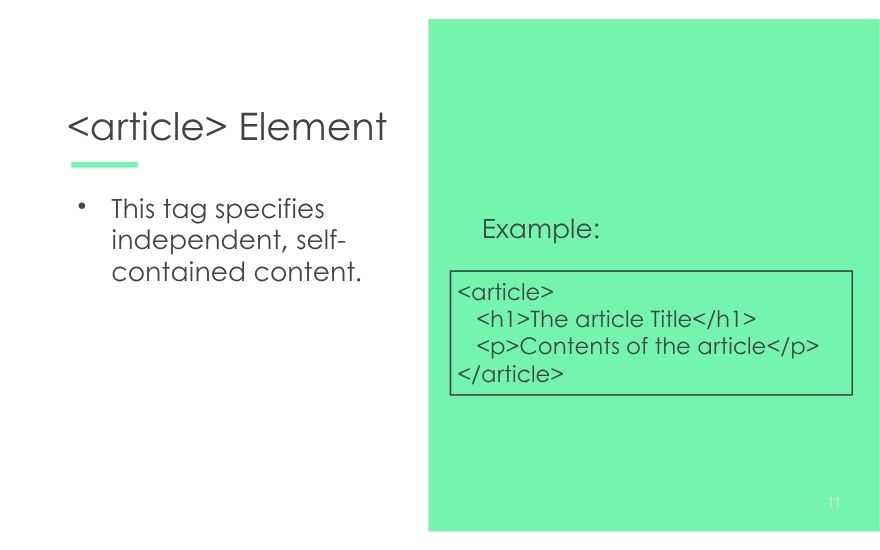 <article> Element
• This tag specifies
independent, self-
contained content.
Example:
<article>
<h1>The article Title</h1>
<p>Contents of the article</p>
</article>
11